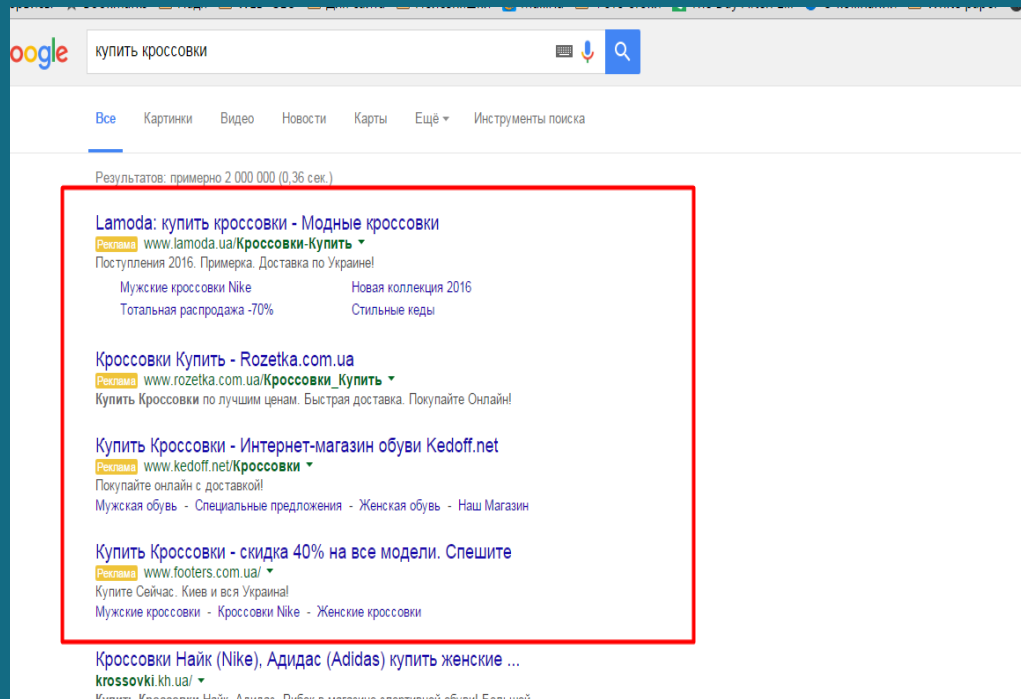 oogle купить кроссовки
Все Картинки Видео Новости Карты Ещё Инструменты поиска
Результатов: примерно 2 000 000 (0,36 сек.)
Lamoda: купить кроссовки - Модные кроссовки
Реклама www.lamoda.ua/Кроссовки-Купить
Поступления 2016. Примерка. Доставка по Украине!
Мужские кроссовки Nike Новая коллекция 2016
Тотальная распродажа -70% Стильные кеды
Кроссовки Купить - Rozetka.com.ua
Реклама www.rozetka.com.ua/Кроссовки_Купить
Купить Кроссовки по лучшим ценам. Быстрая доставка. Покупайте Онлайн!
Купить Кроссовки - Интернет-магазин обуви Kedoff.net
Реклама www.kedoff.net/Кроссовки
Покупайте онлайн с доставкой!
Мужская обувь - Специальные предложения - Женская обувь - Наш Магазин
Купить Кроссовки - скидка 40% на все модели. Спешите
Реклама www.footers.com.ua/
Купите Сейчас. Киев и вся Украина!
Мужские кроссовки - Кроссовки Nike - Женские кроссовки
Кроссовки Найк (Nike), Адидас (Adidas) купить женские ...
krossovki.kh.ua/